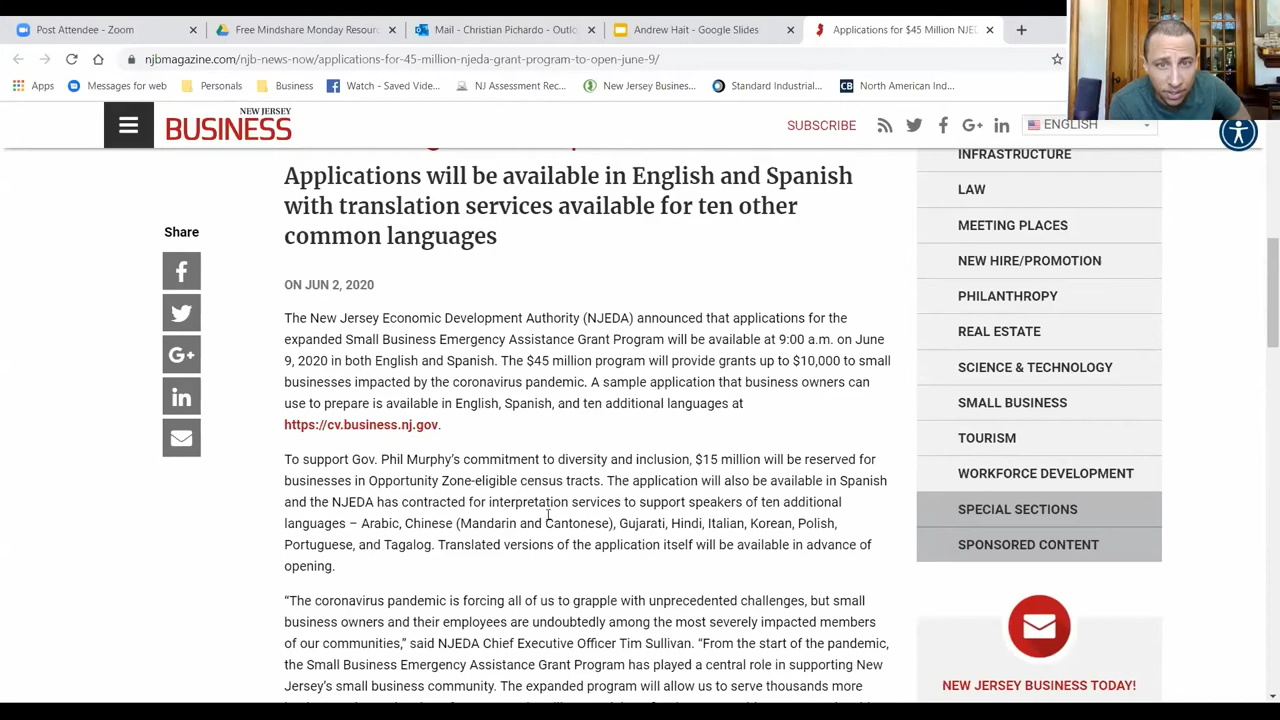 Post Attendee - Zoom
Free Mindshare Monday Resour
Mail - Christian Pichardo - Outlo
Andrew Hait - Google Slides
Applications for $45 Million NJED
njbmagazine.com/njb-news-now/applications-for-45-million-njeda-grant-program-to-open-june-9/
Apps
Messages for web
Personals
Business
Watch - Saved Vide...
NJ Assessment Rec...
New Jersey Busines...
Standard Industrial...
North American Ind...
NEW JERSEY
BUSINESS
SUBSCRIBE
G+
ENGLISH
Applications will be available in English and Spanish
with translation services available for ten other
common languages
Share
G+
ON JUN 2, 2020
The New Jersey Economic Development Authority (NJEDA) announced that applications for the
expanded Small Business Emergency Assistance Grant Program will be available at 9:00 a.m. on June
9, 2020 in both English and Spanish. The $45 million program will provide grants up to $10,000 to small
businesses impacted by the coronavirus pandemic. A sample application that business owners can
use to prepare is available in English, Spanish, and ten additional languages at
https://cv.business.nj.gov.
To support Gov. Phil Murphy's commitment to diversity and inclusion, $15 million will be reserved for
businesses in Opportunity Zone-eligible census tracts. The application will also be available in Spanish
and the NJEDA has contracted for interpretation services to support speakers of ten additional
languages – Arabic, Chinese (Mandarin and Cantonese), Gujarati, Hindi, Italian, Korean, Polish,
Portuguese, and Tagalog. Translated versions of the application itself will be available in advance of
opening.
“The coronavirus pandemic is forcing all of us to grapple with unprecedented challenges, but small
business owners and their employees are undoubtedly among the most severely impacted members
of our communities,” said NJEDA Chief Executive Officer Tim Sullivan. “From the start of the pandemic,
the Small Business Emergency Assistance Grant Program has played a central role in supporting New
Jersey's small business community. The expanded program will allow us to serve thousands more
INFRASTRUCTURE
LAW
MEETING PLACES
NEW HIRE/PROMOTION
PHILANTHROPY
REAL ESTATE
SCIENCE & TECHNOLOGY
SMALL BUSINESS
TOURISM
WORKFORCE DEVELOPMENT
SPECIAL SECTIONS
SPONSORED CONTENT
NEW JERSEY BUSINESS TODAY!